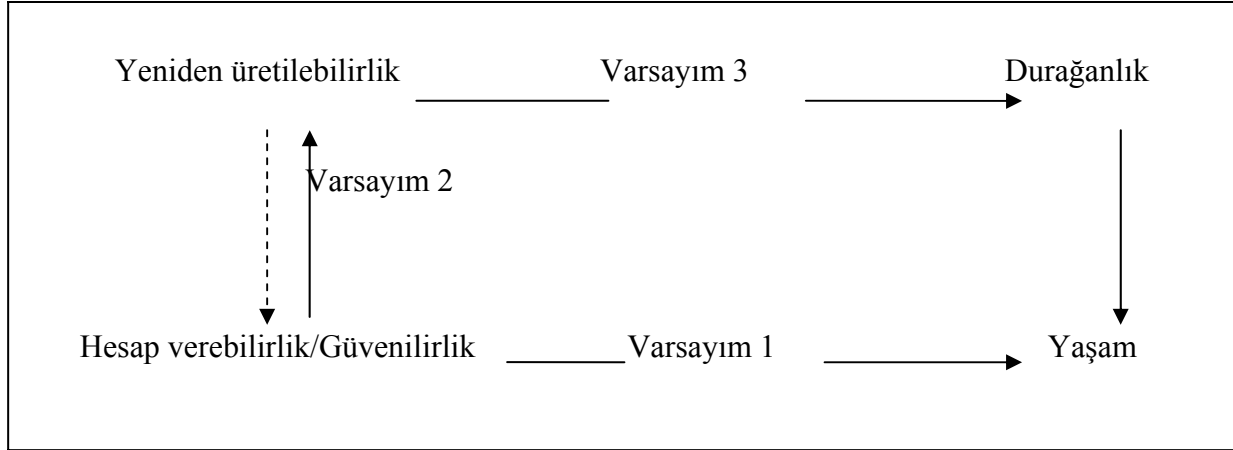 Yeniden üretilebilirlik Varsayım 3 Durağanlık
Varsayım 2
Hesap verebilirlik/Güvenilirlik Varsayım 1 Yaşam